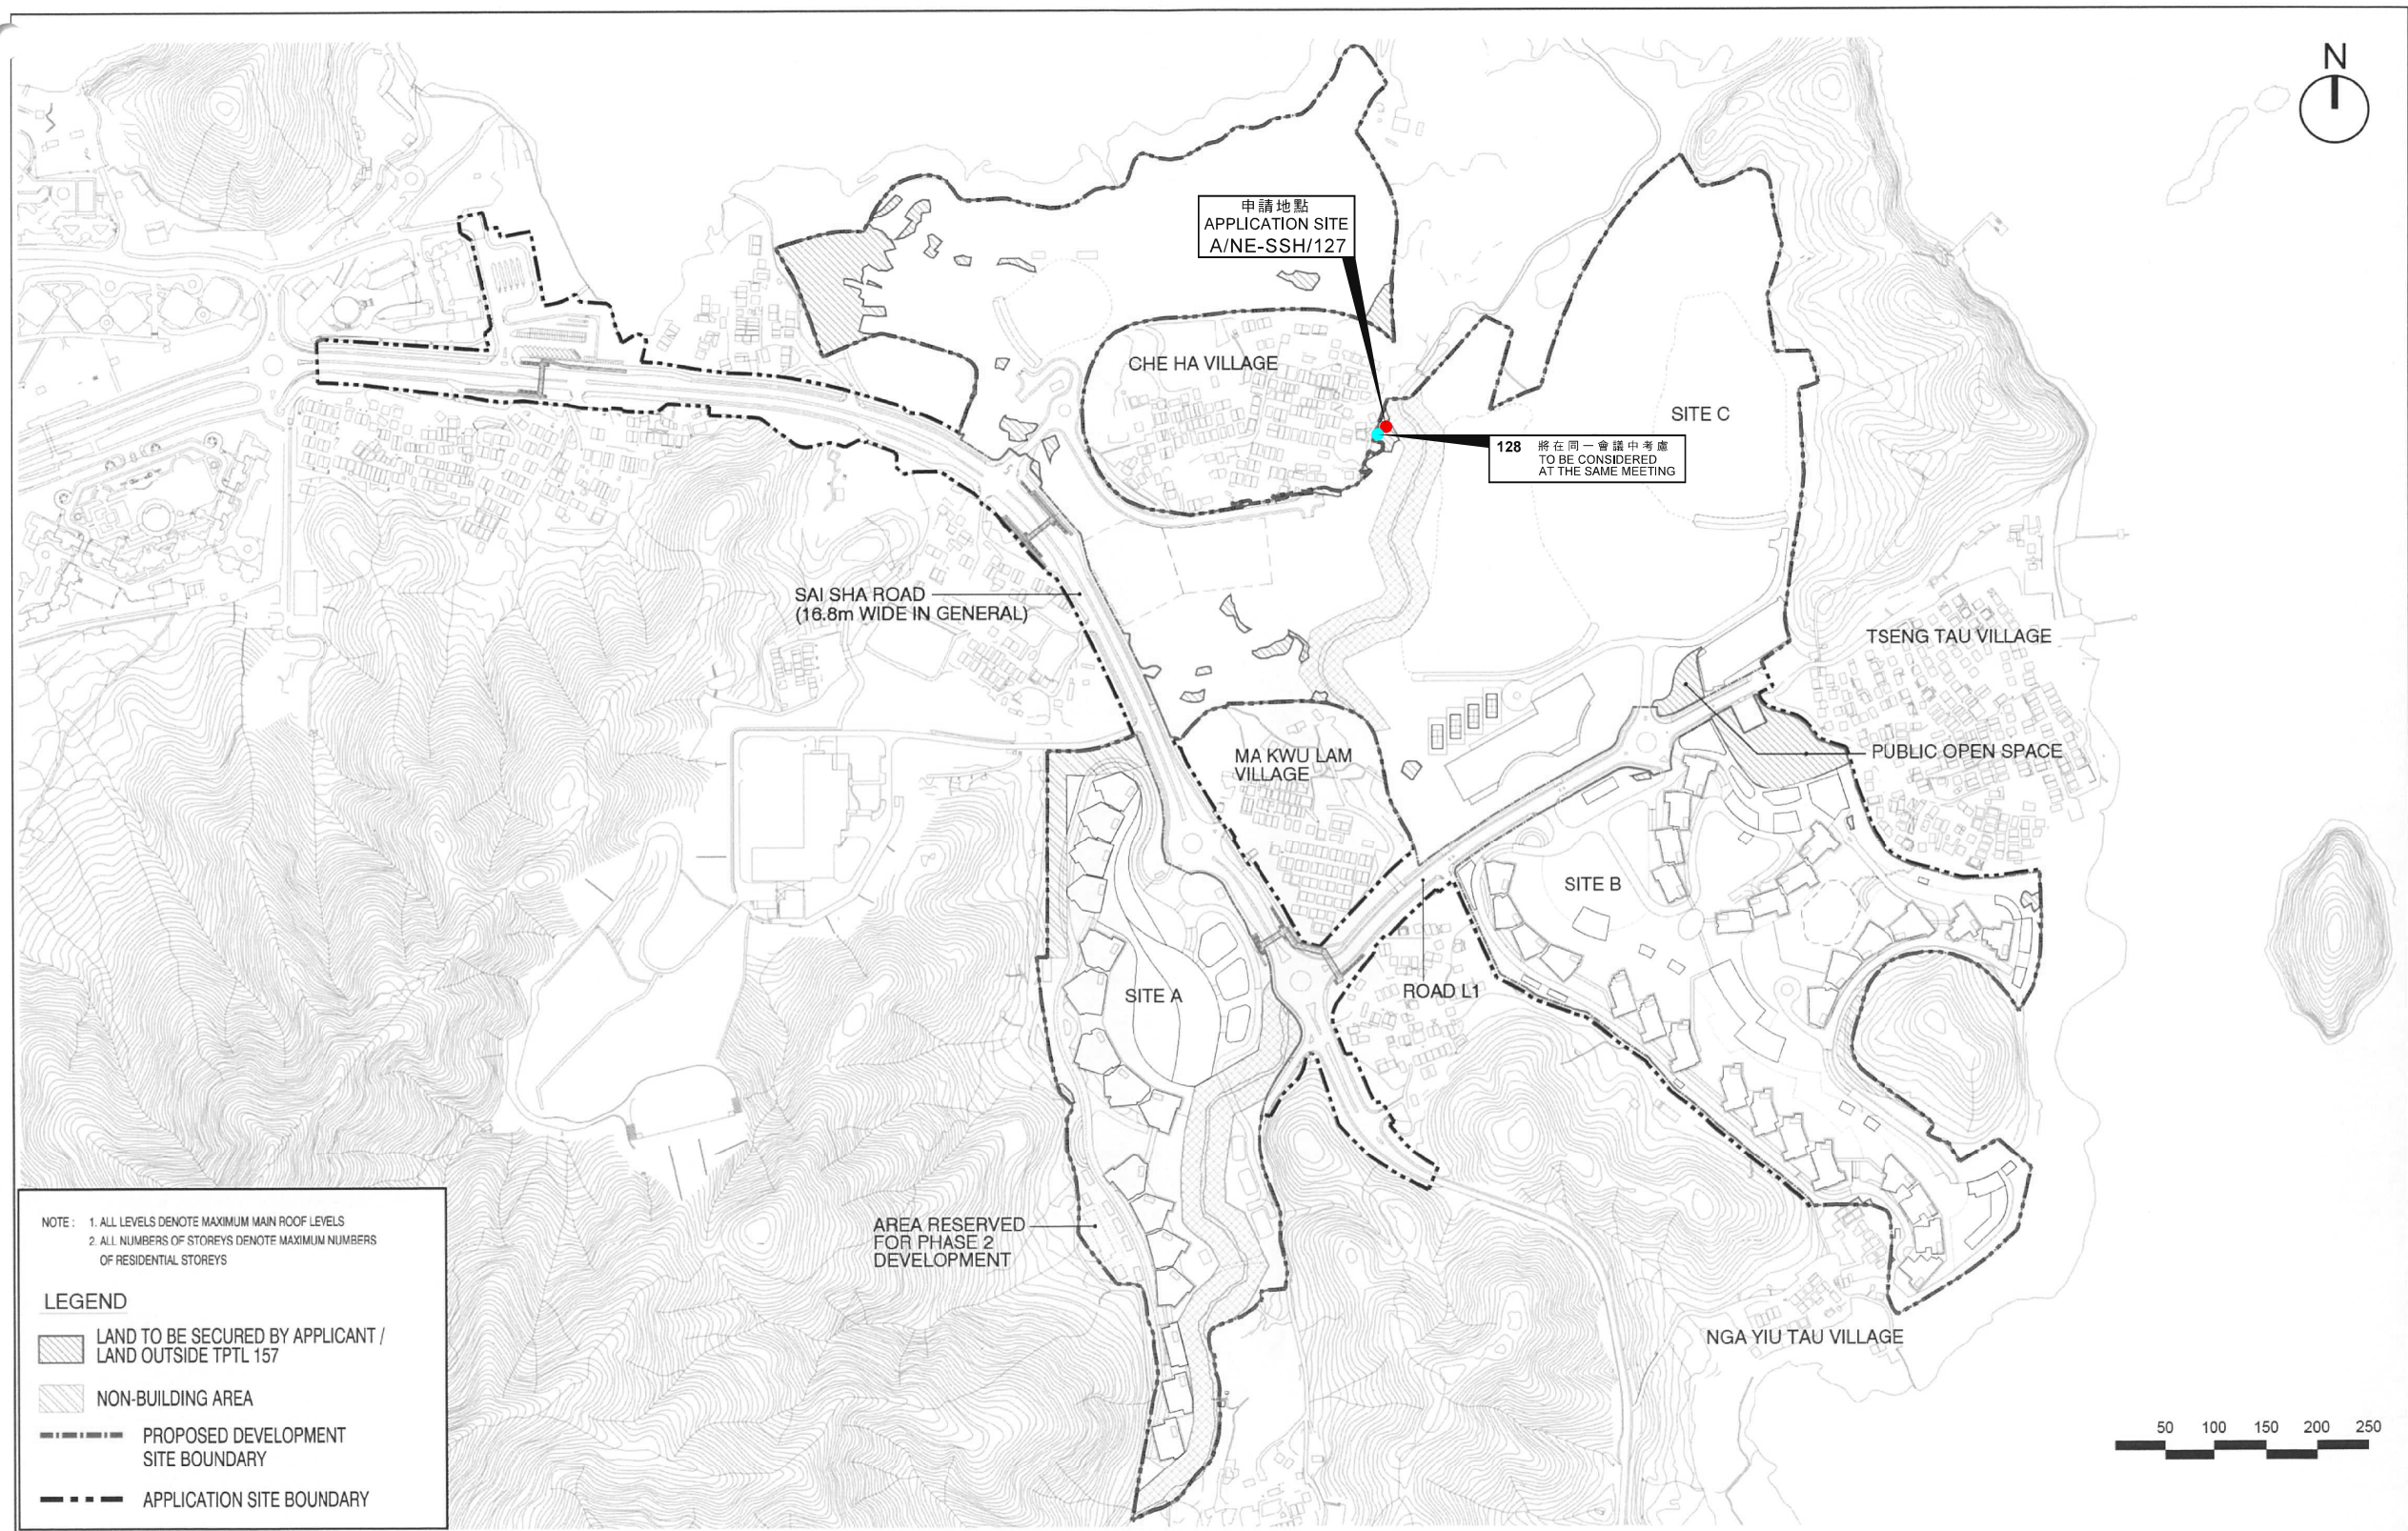 N
申請地點
APPLICATION SITE
A/NE-SSH/127
CHE HA VILLAGE
SITE C
128 將在同一會議中考慮
TO BE CONSIDERED
AT THE SAME MEETING
SAI SHA ROAD
(16.8m WIDE IN GENERAL)
TSENG TAU VILLAGE
PUBLIC OPEN SPACE
MA KWU LAM
VILLAGE
SITE B
SITE A
ROAD L1
AREA RESERVED
FOR PHASE 2
DEVELOPMENT
NGA YIU TAU VILLAGE
NOTE : 1. ALL LEVELS DENOTE MAXIMUM MAIN ROOF LEVELS
2. ALL NUMBERS OF STOREYS DENOTE MAXIMUM NUMBERS
OF RESIDENTIAL STOREYS
LEGEND
LAND TO BE SECURED BY APPLICANT /
LAND OUTSIDE TPTL 157
NON-BUILDING AREA
PROPOSED DEVELOPMENT
SITE BOUNDARY
APPLICATION SITE BOUNDARY
50 100 150 200 250